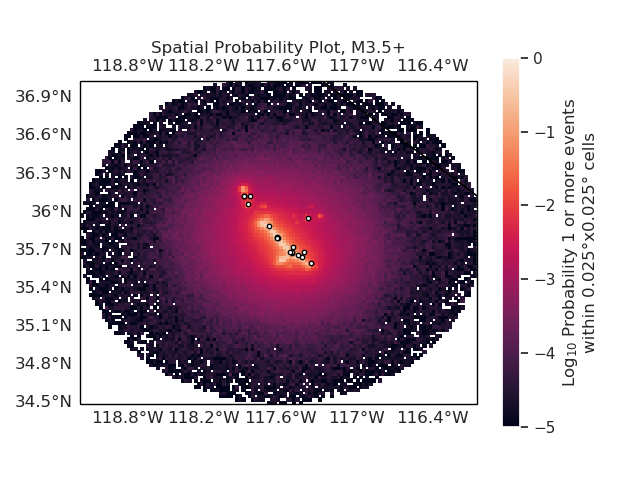 Spatial Probability Plot, M3.5+
118.8°W 118.2°W 117.6°W 117°W 116.4°W
36.9°N
36.6°N
36.3°N
36°N
35.7°N
35.4°N
35.1°N
34.8°N
34.5°N
118.8°W 118.2°W 117.6°W 117°W 116.4°W
0
−1
−2
−3
−4
−5
Log₁₀ Probability 1 or more events
within 0.025°x0.025° cells